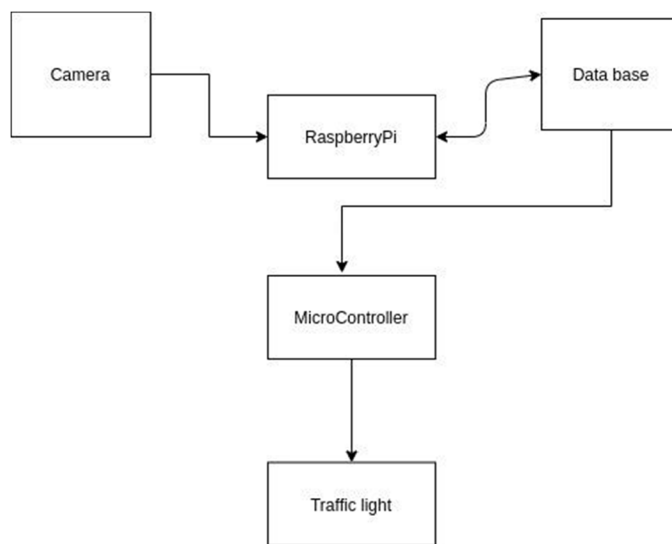 Camera
Data base
RaspberryPi
MicroController
Traffic light